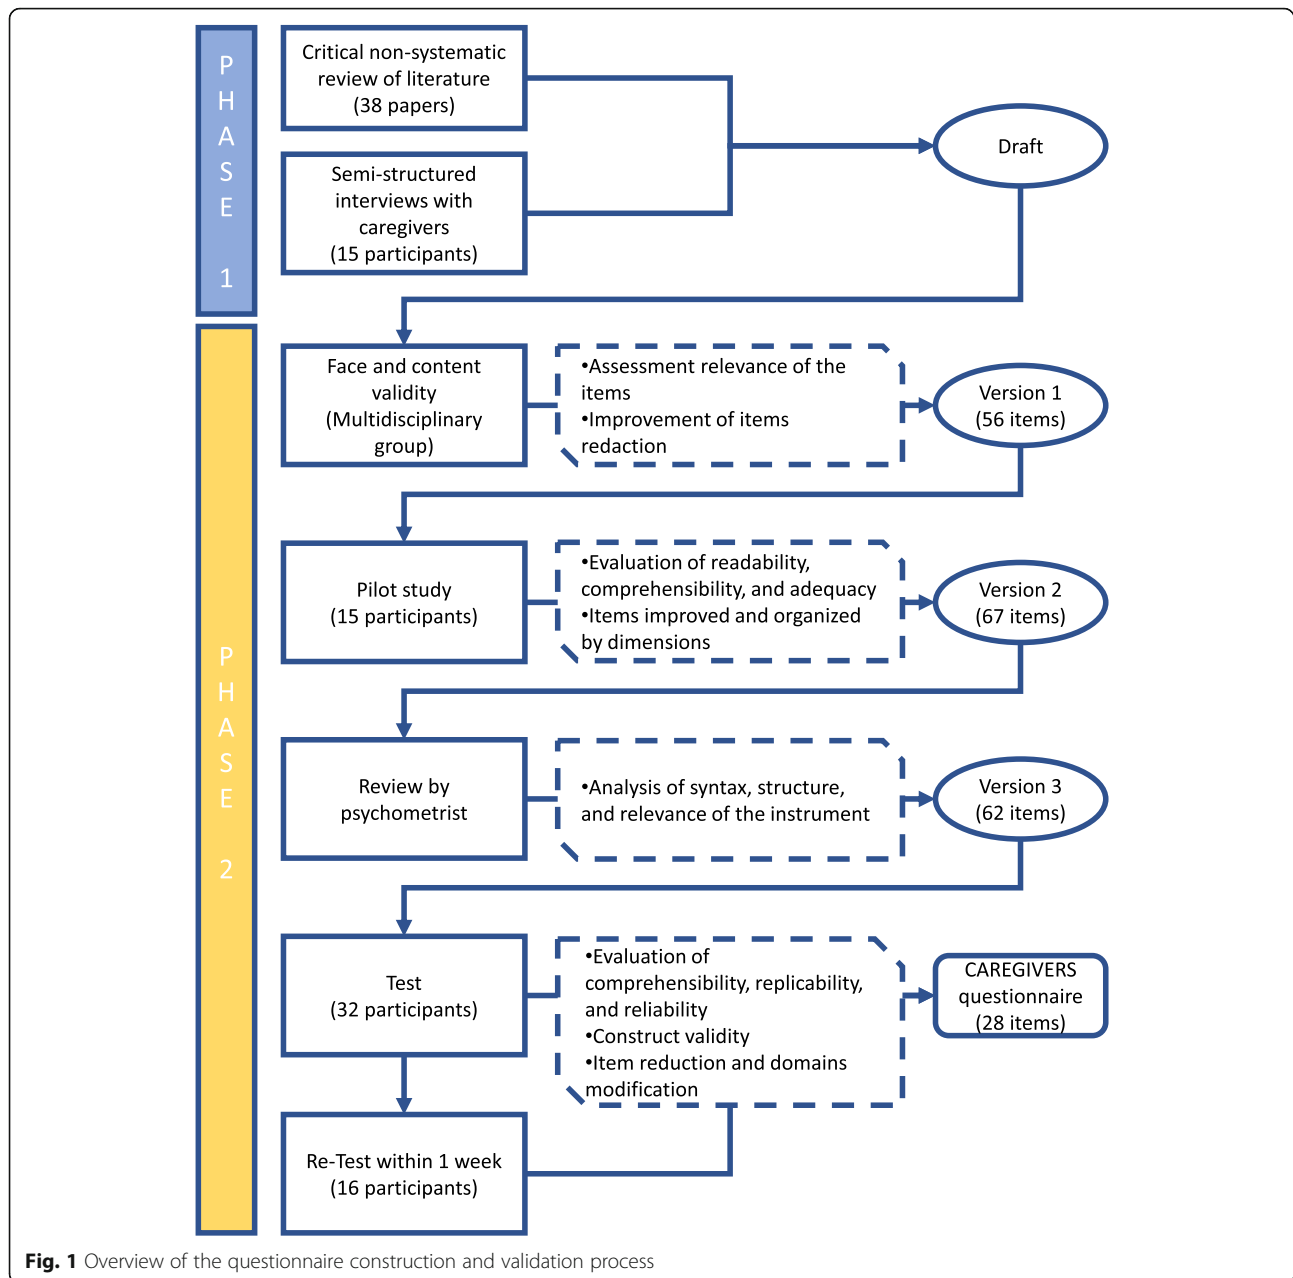 PHASE 1
Critical non-systematic
review of literature
(38 papers)
Semi-structured
interviews with
caregivers
(15 participants)
Draft
PHASE 2
Face and content
validity
(Multidisciplinary
group)
•Assessment relevance of the
items
•Improvement of items
redaction
Version 1
(56 items)
Pilot study
(15 participants)
•Evaluation of readability,
comprehensibility, and adequacy
•Items improved and organized
by dimensions
Version 2
(67 items)
Review by
psychometrist
•Analysis of syntax, structure,
and relevance of the instrument
Version 3
(62 items)
Test
(32 participants)
•Evaluation of
comprehensibility, replicability,
and reliability
•Construct validity
•Item reduction and domains
modification
CAREGIVERS
questionnaire
(28 items)
Re-Test within 1 week
(16 participants)
Fig. 1 Overview of the questionnaire construction and validation process